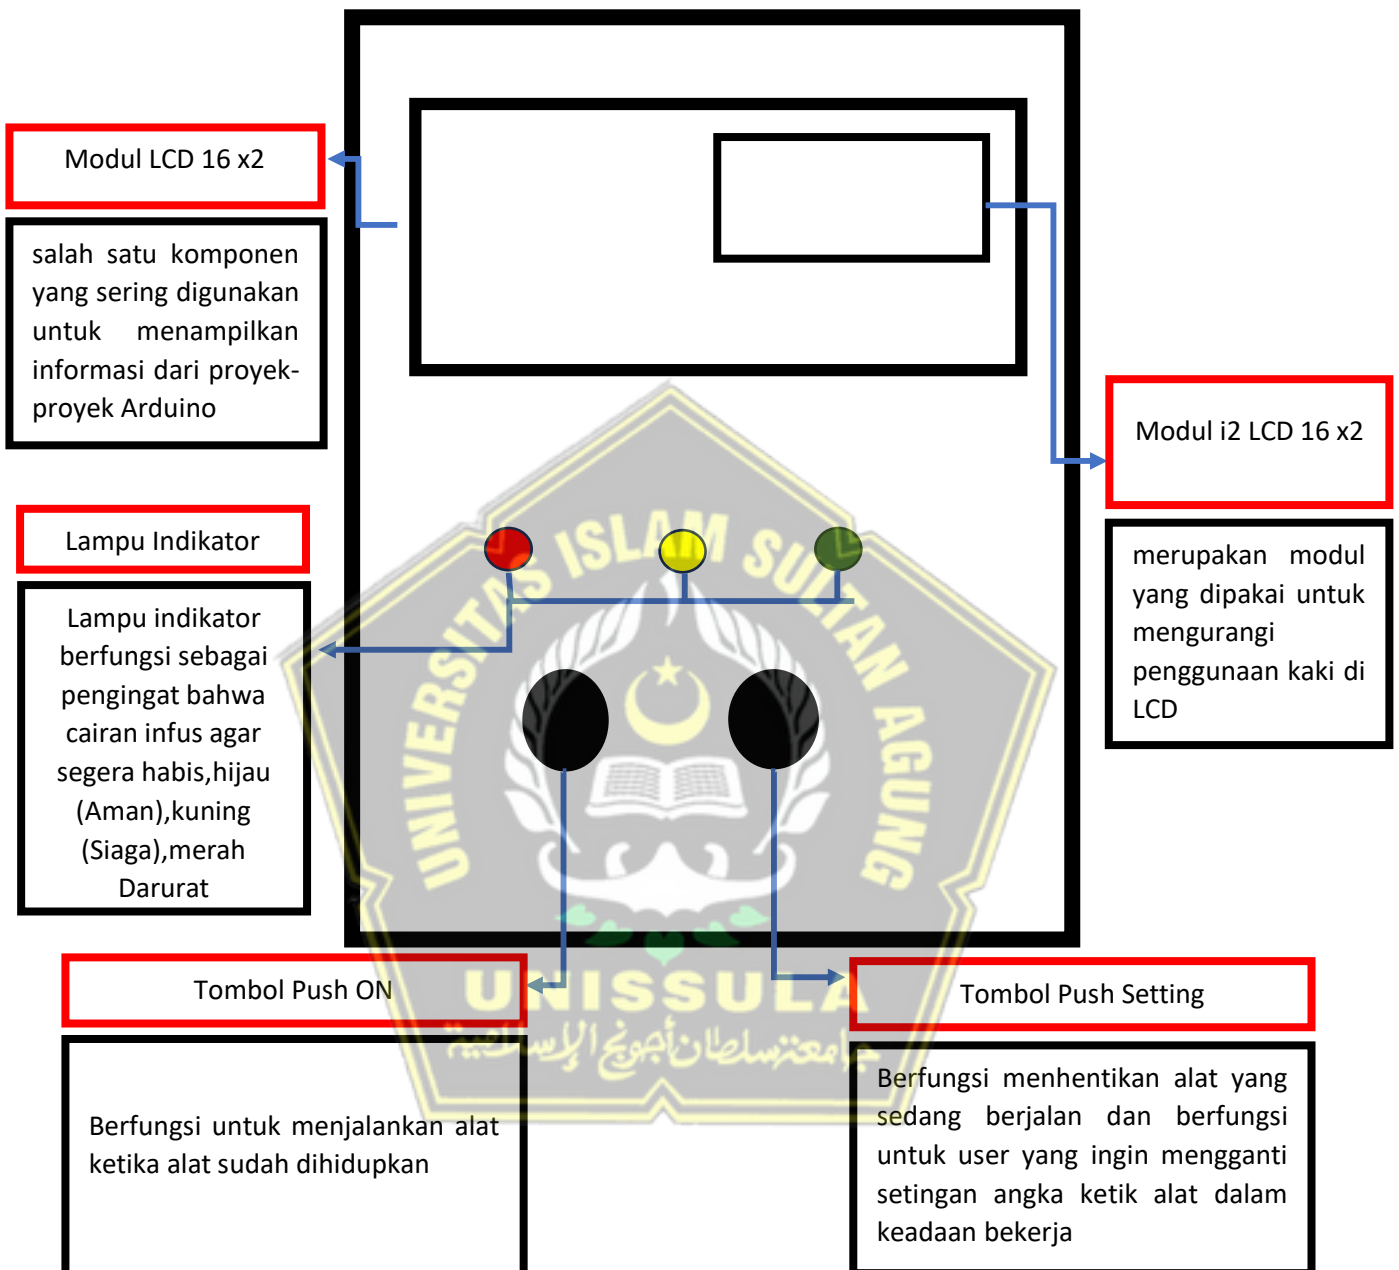 Modul LCD 16 x2
salah satu komponen
yang sering digunakan
untuk menampilkan
informasi dari proyek-
proyek Arduino
Modul i2 LCD 16 x2
merupakan modul
yang dipakai untuk
mengurangi
penggunaan kaki di
LCD
Lampu Indikator
Lampu indikator
berfungsi sebagai
pengingat bahwa
cairan infus agar
segera habis,hijau
(Aman),kuning
(Siaga),merah
Darurat
UNIVERSITAS ISLAM SULTAN AGUNG
UNISSULA
جامعتسلطان أجونج الإسلامية
Tombol Push ON
Berfungsi untuk menjalankan alat
ketika alat sudah dihidupkan
Tombol Push Setting
Berfungsi menhentikan alat yang
sedang berjalan dan berfungsi
untuk user yang ingin mengganti
setingan angka ketik alat dalam
keadaan bekerja